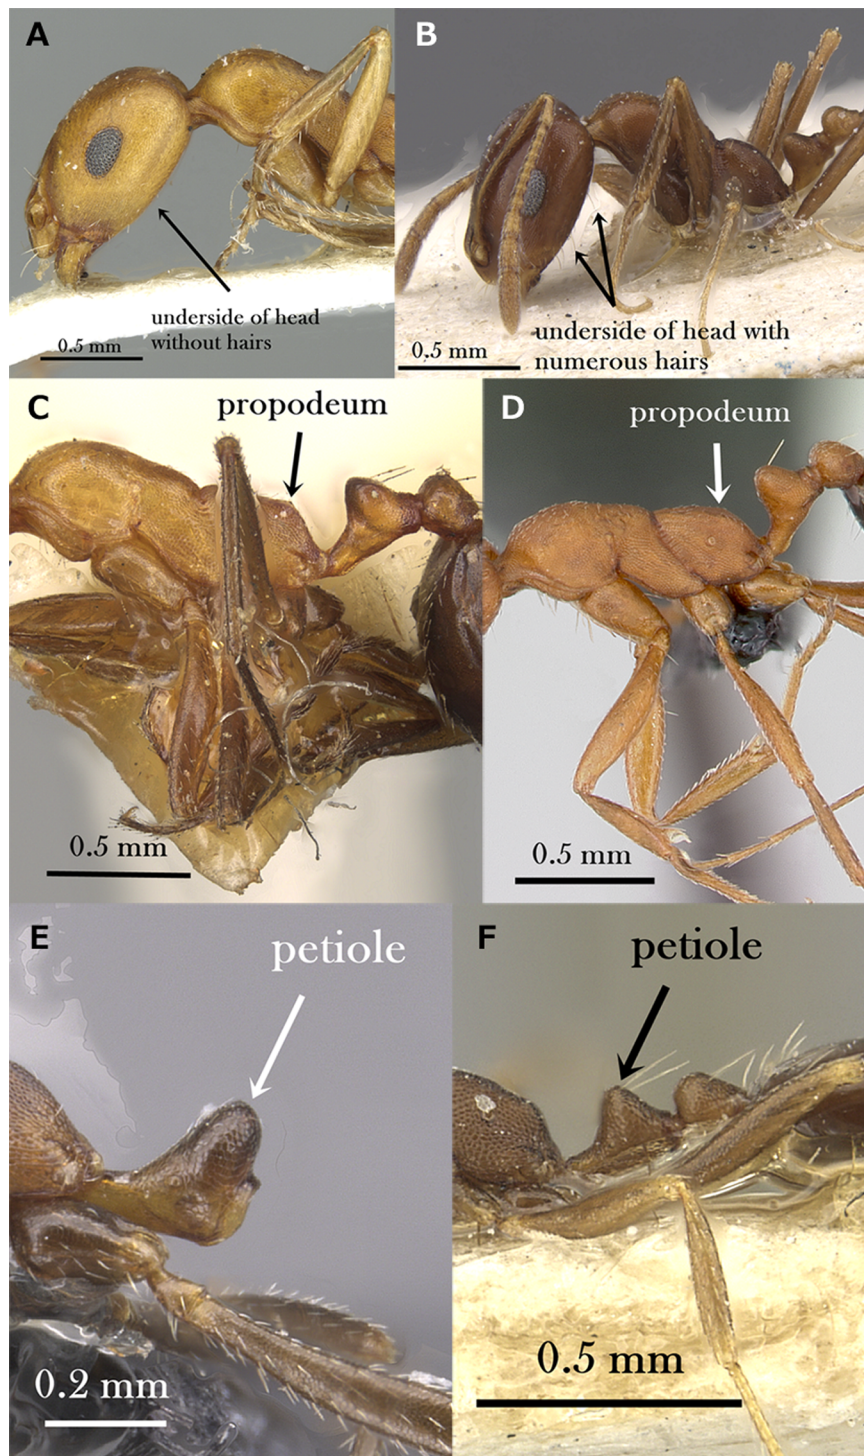 A
underside of head
without hairs
0.5 mm
B
underside of head with
numerous hairs
0.5 mm
C
propodeum
0.5 mm
D
propodeum
0.5 mm
E
petiole
0.2 mm
F
petiole
0.5 mm